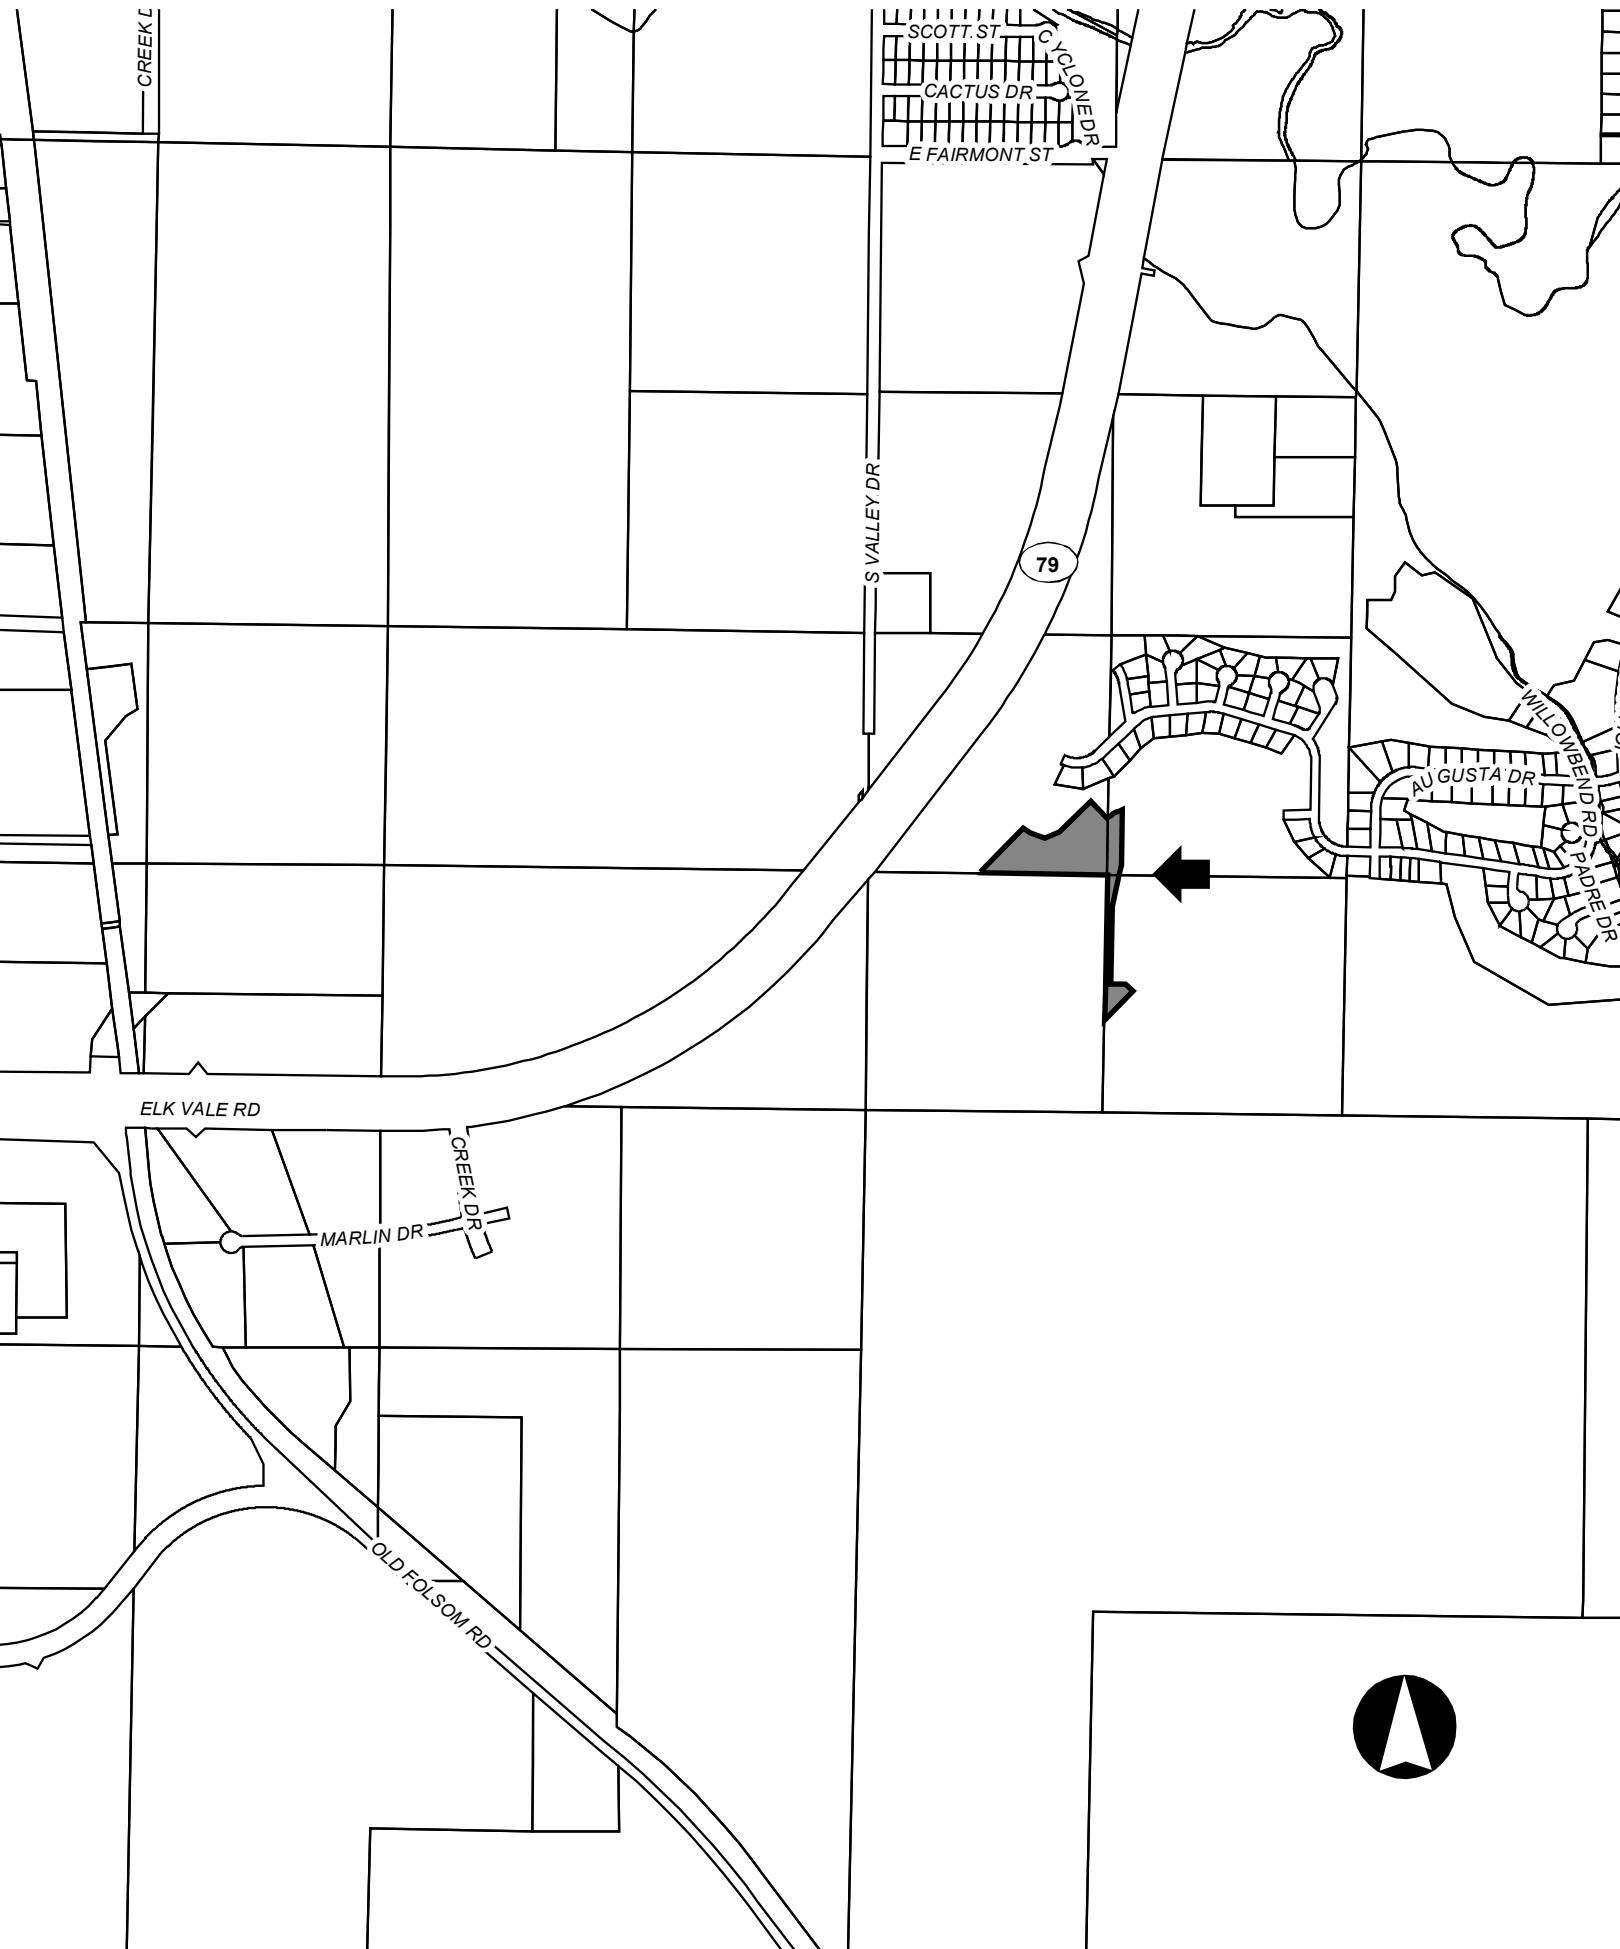 CREEK D
SCOTT ST
CYCLONE DR
CACTUS DR
E FAIRMONT ST
S VALLEY DR
79
WILLOWBEND RD
AUGUSTA DR
PADRE DR
ELK VALE RD
CREEK DR
MARLIN DR
OLD FOLSOM RD